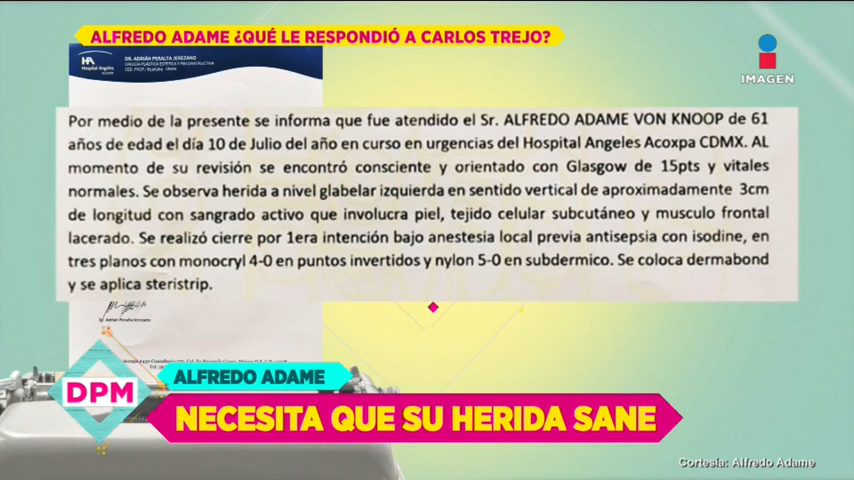 ALFREDO ADAME ¿QUÉ LE RESPONDIÓ A CARLOS TREJO?
IMAGEN
HA
Hospital Angeles
DR. ADRIÁN PERALTA JEREZANO
CIRUGÍA PLÁSTICA ESTÉTICA Y RECONSTRUCTIVA
Por medio de la presente se informa que fue atendido el Sr. ALFREDO ADAME VON KNOOP de 61
años de edad el día 10 de Julio del año en curso en urgencias del Hospital Angeles Acoxpa CDMX. AL
momento de su revisión se encontró consciente y orientado con Glasgow de 15pts y vitales
normales. Se observa herida a nivel glabelar izquierda en sentido vertical de aproximadamente 3cm
de longitud con sangrado activo que involucra piel, tejido celular subcutáneo y musculo frontal
lacerado. Se realizó cierre por 1era intención bajo anestesia local previa antisepsia con isodine, en
tres planos con monocryl 4-0 en puntos invertidos y nylon 5-0 en subdermico. Se coloca dermabond
y se aplica steristrip.
Dr. Adrián Peralta Jerezano
DPM
ALFREDO ADAME
NECESITA QUE SU HERIDA SANE
Cortesía: Alfredo Adame